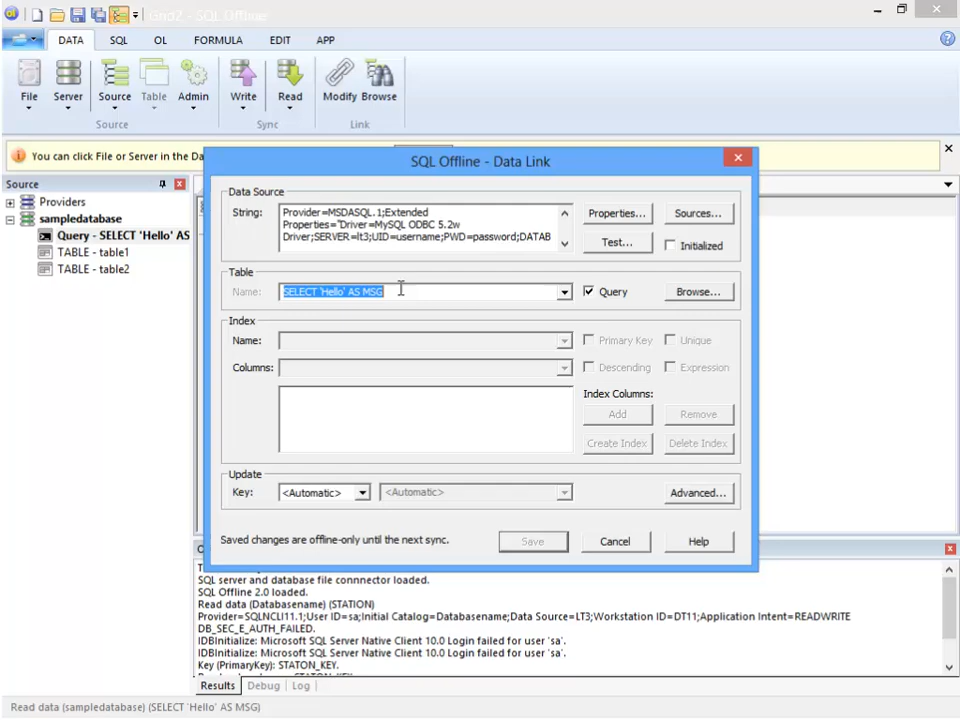 Grid2 - SQL Offline
DATA SQL OL FORMULA EDIT APP
File Server Source Table Admin Write Read Modify Browse
Source Sync Link
You can click File or Server in the Da
Source
Providers
sampledatabase
Query - SELECT 'Hello' AS
TABLE - table1
TABLE - table2
SQL Offline - Data Link
Data Source
String:
Provider=MSDASQL.1;Extended
Properties="Driver=MySQL ODBC 5.2w
Driver;SERVER=lt3;UID=username;PWD=password;DATAB
Properties... Sources...
Test... Initialized
Table
Name: SELECT 'Hello' AS MSG Query Browse...
Index
Name: Primary Key Unique
Columns: Descending Expression
Index Columns:
Add Remove
Create Index Delete Index
Update
Key: <Automatic> <Automatic> Advanced...
Saved changes are offline-only until the next sync. Save Cancel Help
SQL server and database file connnector loaded.
SQL Offline 2.0 loaded.
Read data (Databasename) (STATION)
Provider=SQLNCLI11.1;User ID=sa;Initial Catalog=Databasename;Data Source=LT3;Workstation ID=DT11;Application Intent=READWRITE
DB_SEC_E_AUTH_FAILED.
IDBInitialize: Microsoft SQL Server Native Client 10.0 Login failed for user 'sa'.
IDBInitialize: Microsoft SQL Server Native Client 10.0 Login failed for user 'sa'.
Key (PrimaryKey): STATON_KEY.
Results Debug Log
Read data (sampledatabase) (SELECT 'Hello' AS MSG)